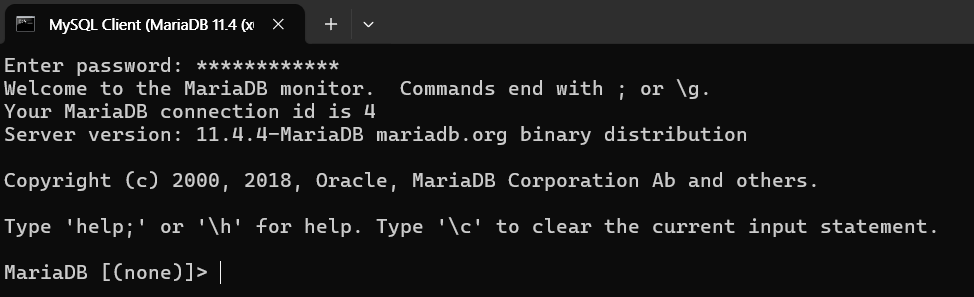 MySQL Client (MariaDB 11.4 (x
Enter password: ************
Welcome to the MariaDB monitor.  Commands end with ; or \g.
Your MariaDB connection id is 4
Server version: 11.4.4-MariaDB mariadb.org binary distribution
Copyright (c) 2000, 2018, Oracle, MariaDB Corporation Ab and others.
Type 'help;' or '\h' for help. Type '\c' to clear the current input statement.
MariaDB [(none)]>